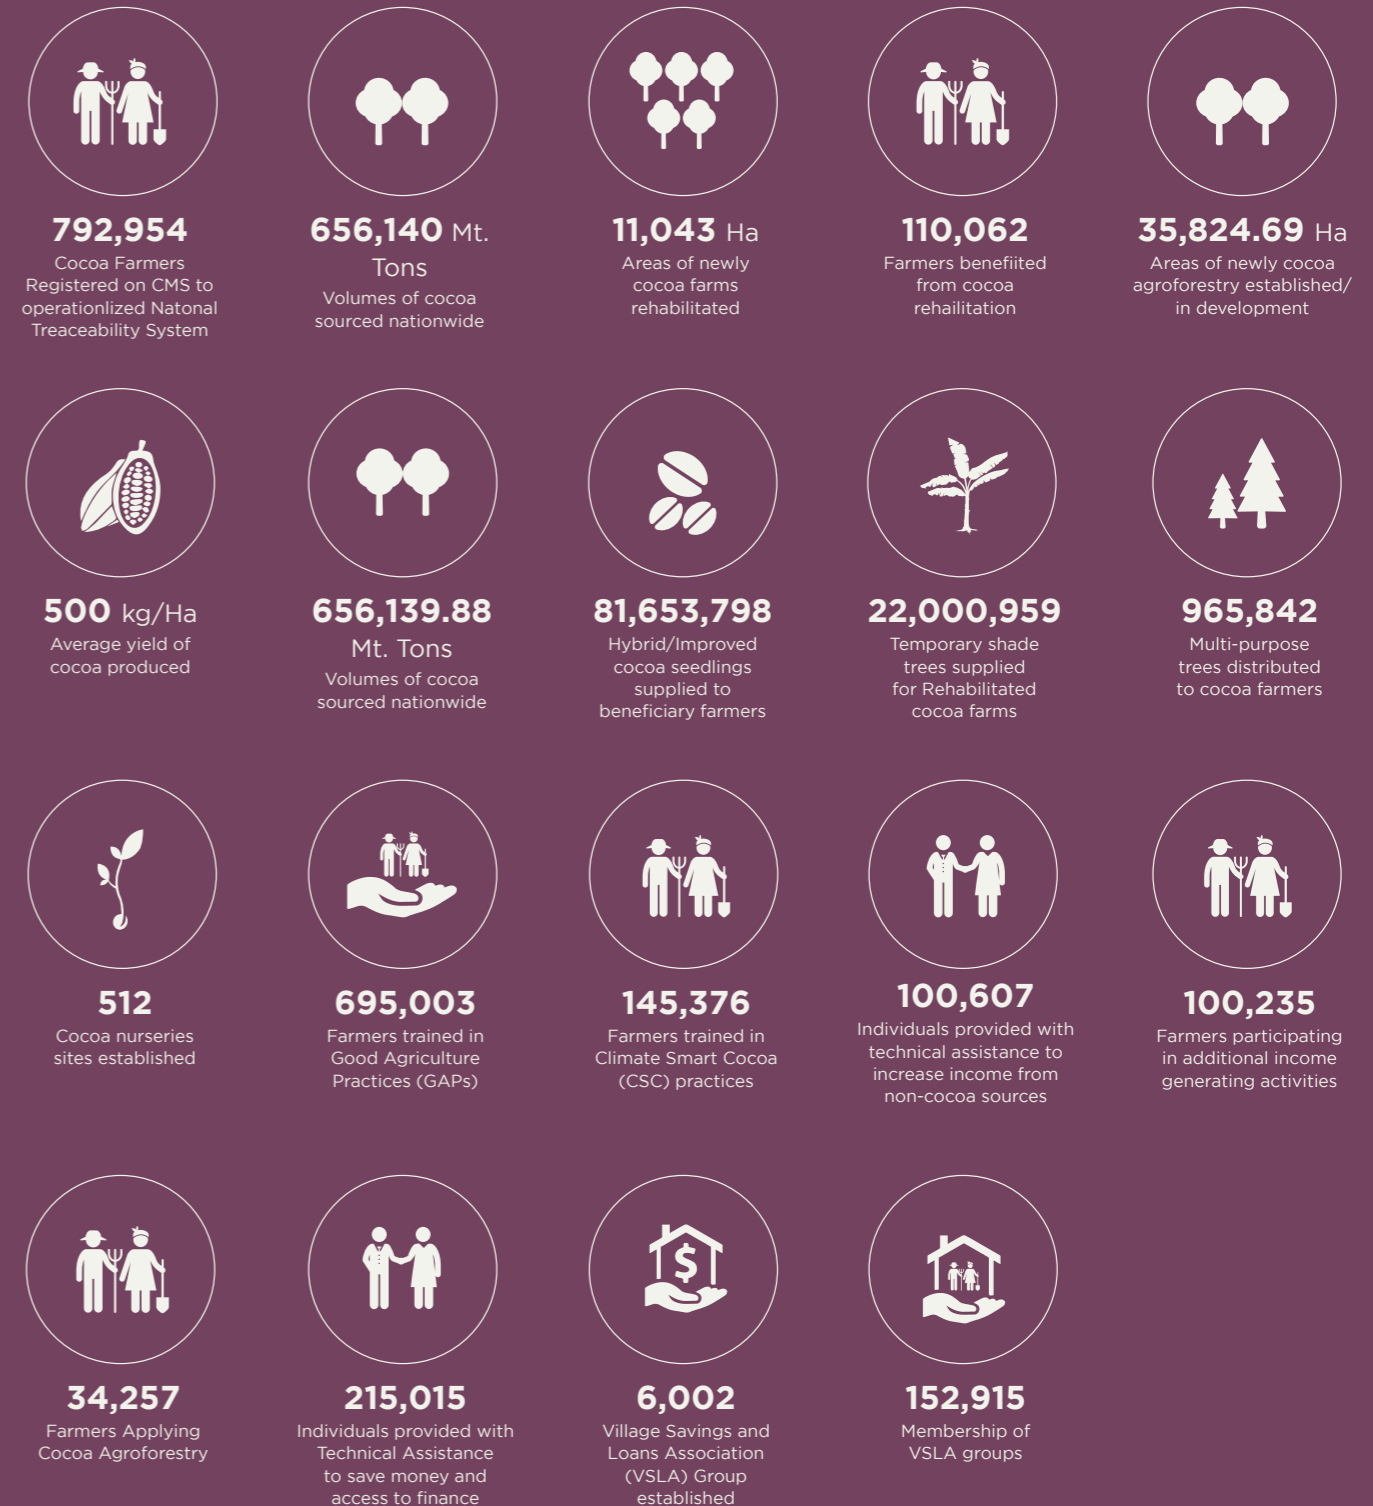 792,954
Cocoa Farmers
Registered on CMS to
operationlized Natonal
Treaceability System
656,140 Mt.
Tons
Volumes of cocoa
sourced nationwide
11,043 Ha
Areas of newly
cocoa farms
rehabilitated
110,062
Farmers benefiited
from cocoa
rehailitation
35,824.69 Ha
Areas of newly cocoa
agroforestry established/
in development
500 kg/Ha
Average yield of
cocoa produced
656,139.88
Mt. Tons
Volumes of cocoa
sourced nationwide
81,653,798
Hybrid/Improved
cocoa seedlings
supplied to
beneficiary farmers
22,000,959
Temporary shade
trees supplied
for Rehabilitated
cocoa farms
965,842
Multi-purpose
trees distributed
to cocoa farmers
512
Cocoa nurseries
sites established
695,003
Farmers trained in
Good Agriculture
Practices (GAPs)
145,376
Farmers trained in
Climate Smart Cocoa
(CSC) practices
100,607
Individuals provided with
technical assistance to
increase income from
non-cocoa sources
100,235
Farmers participating
in additional income
generating activities
34,257
Farmers Applying
Cocoa Agroforestry
215,015
Individuals provided with
Technical Assistance
to save money and
access to finance
$
6,002
Village Savings and
Loans Association
(VSLA) Group
established
152,915
Membership of
VSLA groups